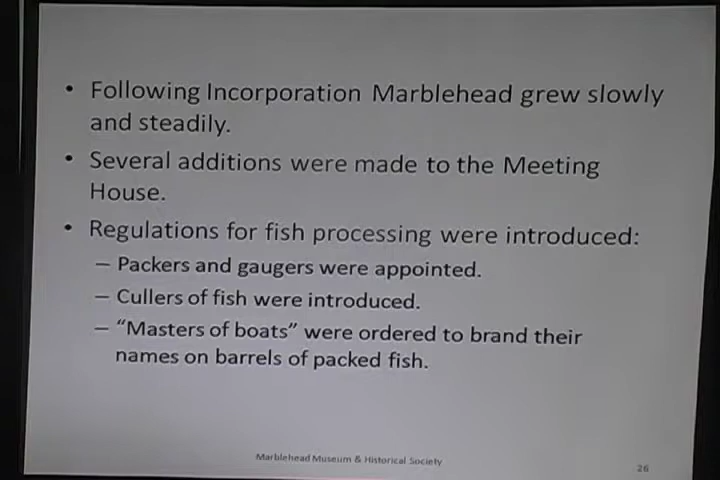 • Following Incorporation Marblehead grew slowly
and steadily.
• Several additions were made to the Meeting
House.
• Regulations for fish processing were introduced:
– Packers and gaugers were appointed.
– Cullers of fish were introduced.
– “Masters of boats” were ordered to brand their
names on barrels of packed fish.
Marblehead Museum & Historical Society
26